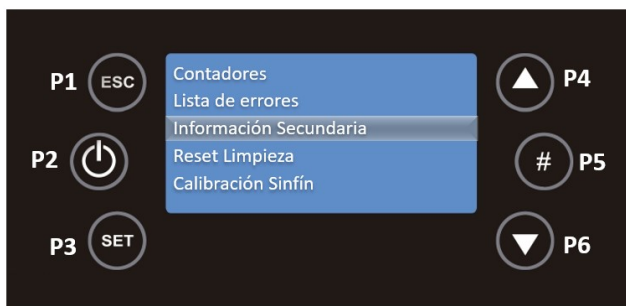 P1 ESC
P2
P3 SET
Contadores
Lista de errores
Información Secundaria
Reset Limpieza
Calibración Sinfín
P4
# P5
P6